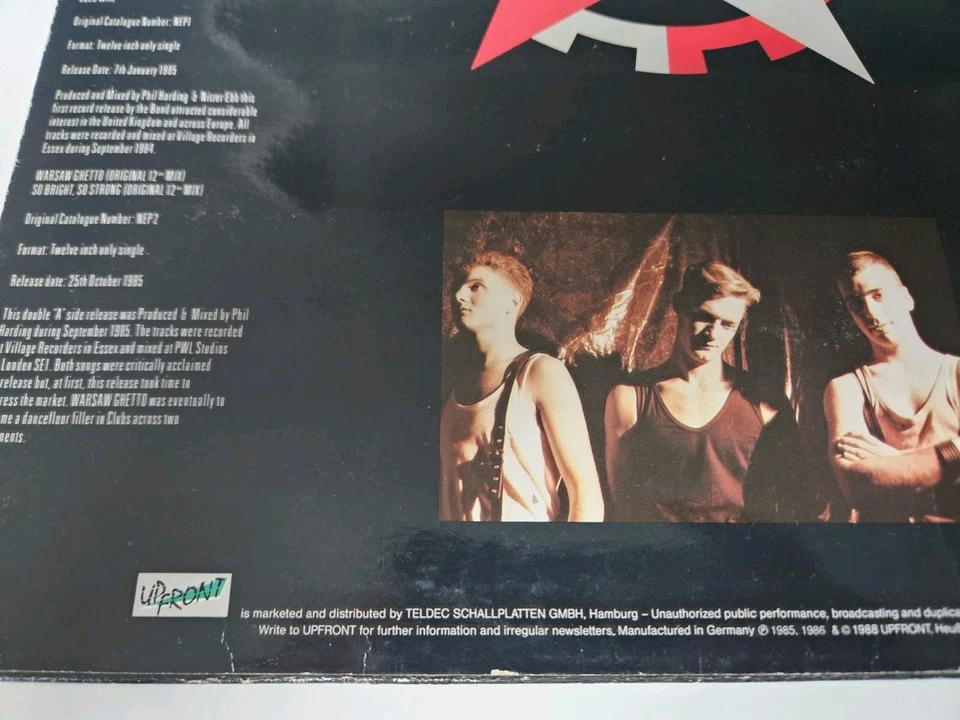 Original Catalogue Number: NEP1
Format: Twelve inch only single
Release Date: 7th January 1985
Produced and Mixed by Phil Harding & Nitzer Ebb this
first record release by the Band attracted considerable
interest in the United Kingdom and across Europe. All
tracks were recorded and mixed at Village Recorders in
Essex during September 1984.
WARSAW GHETTO (ORIGINAL 12" MIX)
SO BRIGHT, SO STRONG (ORIGINAL 12" MIX)
Original Catalogue Number: NEP 2
Format: Twelve inch only single
Release date: 25th October 1985
This double 'A' side release was Produced & Mixed by Phil
Harding during September 1985. The tracks were recorded
t Village Recorders in Essex and mixed at PWL Studios
London SE1. Both songs were critically acclaimed
release but, at first, this release took time to
ress the market. WARSAW GHETTO was eventually to
me a dancefloor filler in Clubs across two
nents.
UPFRONT
is marketed and distributed by TELDEC SCHALLPLATTEN GMBH, Hamburg – Unauthorized public performance, broadcasting and duplica
Write to UPFRONT for further information and irregular newsletters. Manufactured in Germany ℗ 1985, 1986 & © 1988 UPFRONT, Heuß